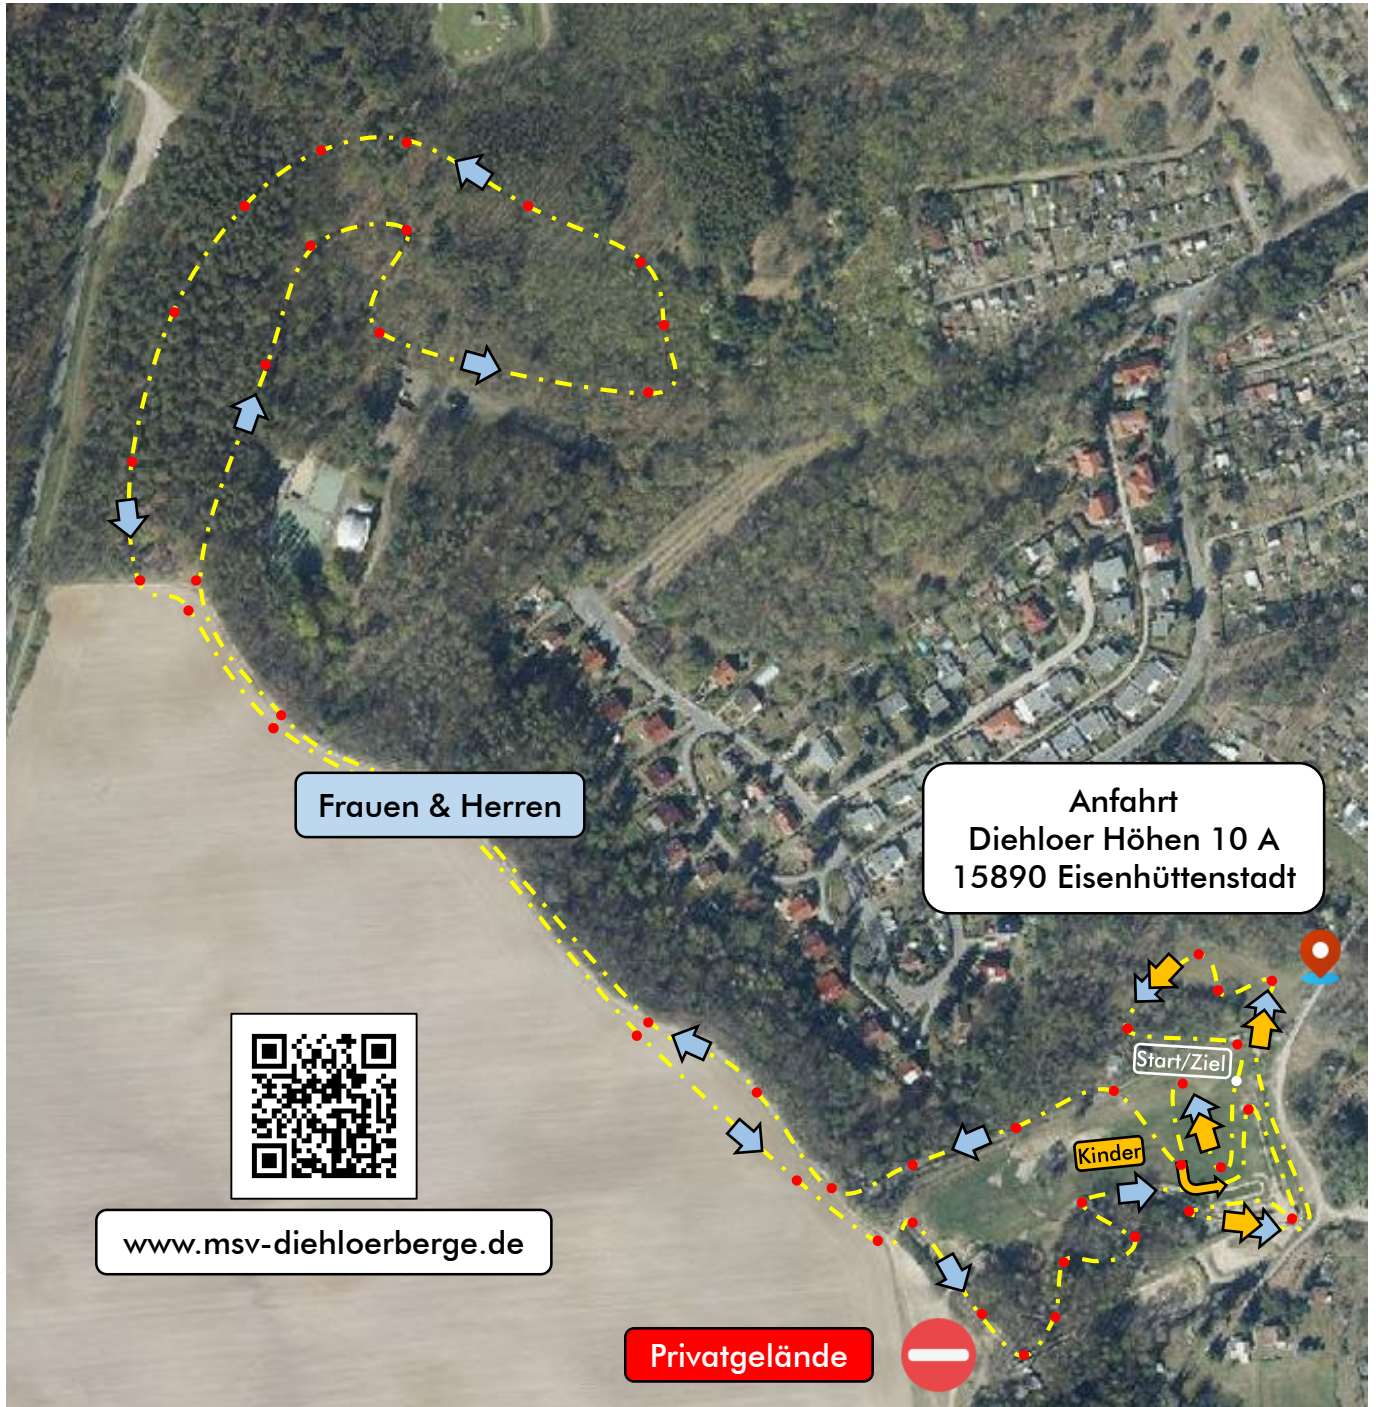 Frauen & Herren
Anfahrt
Diehloer Höhen 10 A
15890 Eisenhüttenstadt
Start/Ziel
Kinder
www.msv-diehloerberge.de
Privatgelände